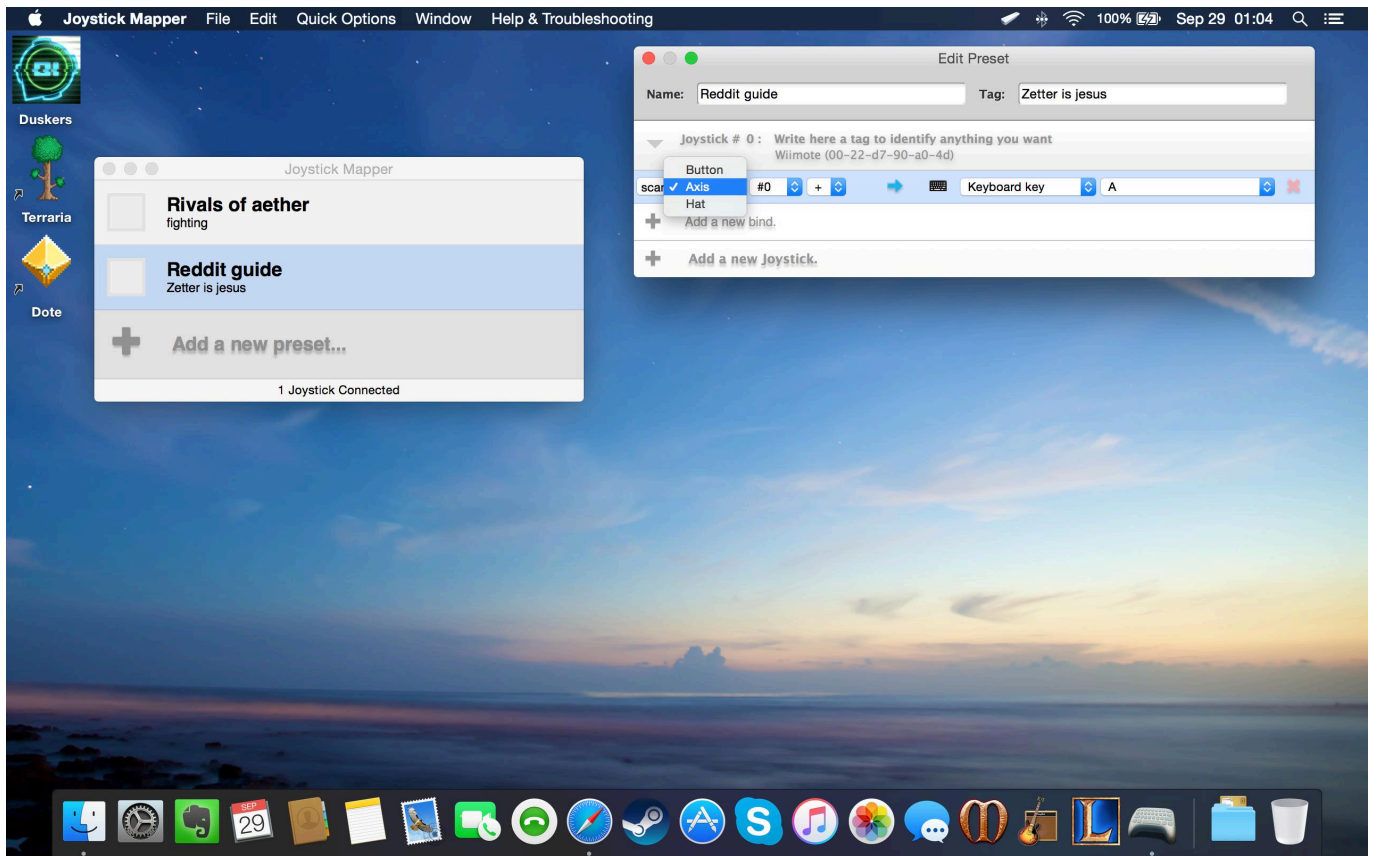 Joystick Mapper File Edit Quick Options Window Help & Troubleshooting 100% Sep 29 01:04
Duskers
Terraria
Dote
Joystick Mapper
Rivals of aether
fighting
Reddit guide
Zetter is jesus
Add a new preset...
1 Joystick Connected
Edit Preset
Name: Reddit guide Tag: Zetter is jesus
Joystick # 0 : Write here a tag to identify anything you want
Wiimote (00-22-d7-90-a0-4d)
Button
scan ✓ Axis #0 + Keyboard key A
Hat
Add a new bind.
Add a new Joystick.
SEP
29